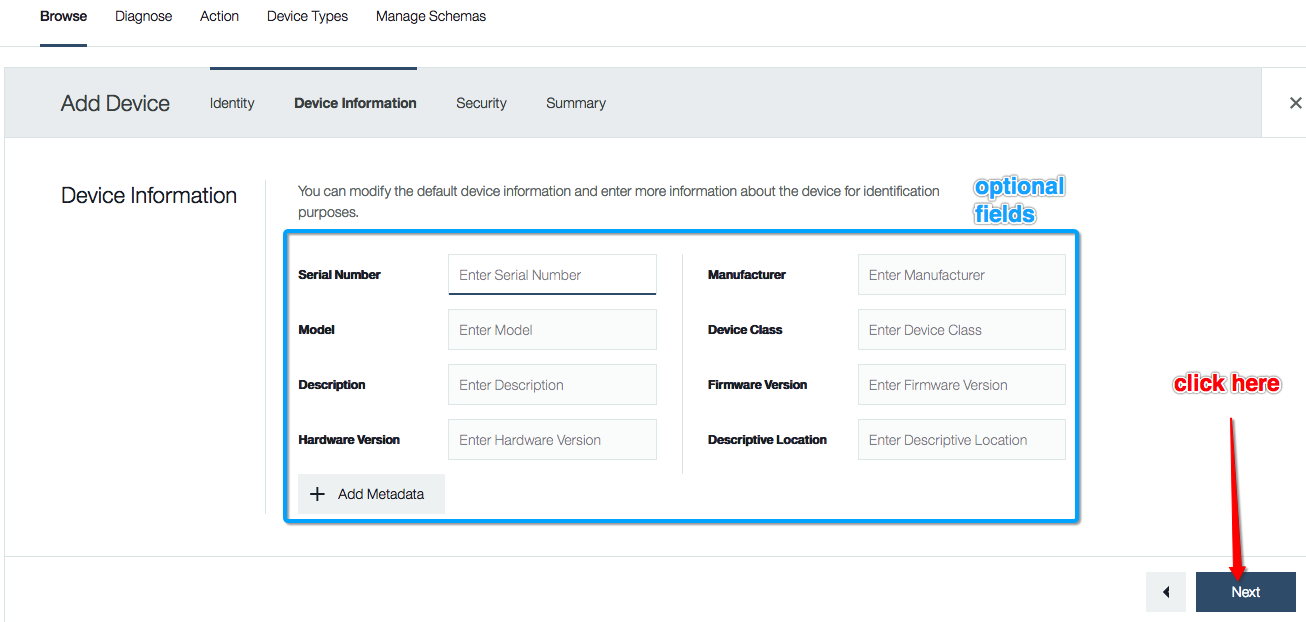 Browse Diagnose Action Device Types Manage Schemas
Add Device Identity Device Information Security Summary
Device Information
You can modify the default device information and enter more information about the device for identification
purposes.
optional
fields
Serial Number Enter Serial Number Manufacturer Enter Manufacturer
Model Enter Model Device Class Enter Device Class
Description Enter Description Firmware Version Enter Firmware Version
Hardware Version Enter Hardware Version Descriptive Location Enter Descriptive Location
Add Metadata
click here
Next